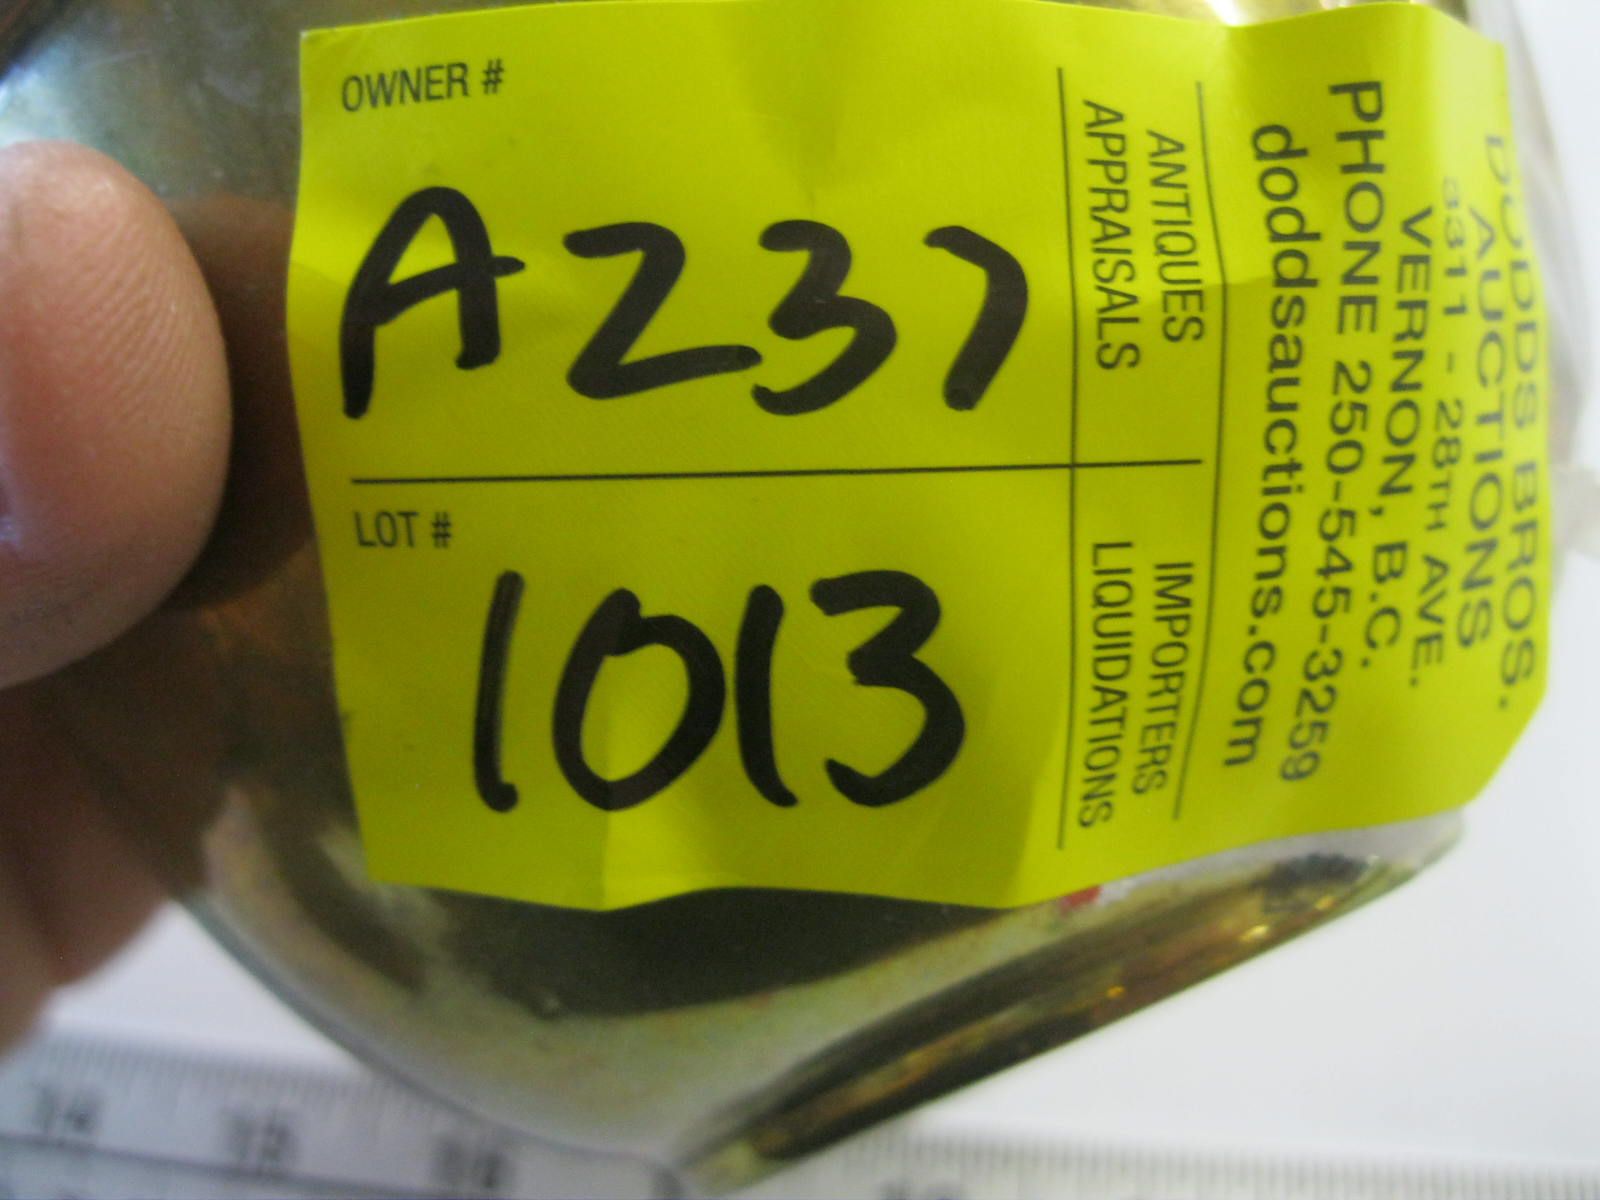 OWNER #
A237
LOT #
1013
ANTIQUES
APPRAISALS
IMPORTERS
LIQUIDATIONS
DODDS BROS.
AUCTIONS
3311 - 28TH AVE.
VERNON, B.C.
PHONE 250-545-3259
doddsauctions.com